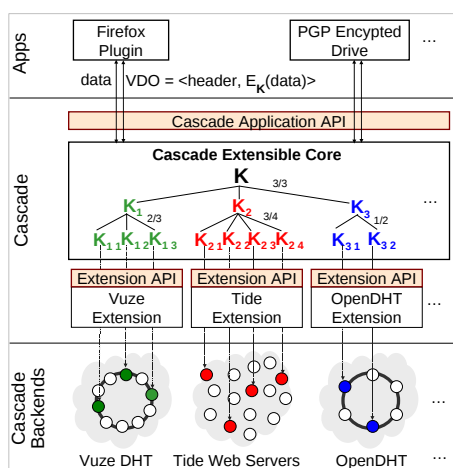 Apps
Firefox
Plugin
PGP Encypted
Drive
...
data
VDO = <header, E_K(data)>
Cascade
Cascade Application API
Cascade Extensible Core
K
3/3
K1
K2
K3
...
2/3
3/4
1/2
K11 K12 K13
K21 K22 K23 K24
K31 K32
Extension API
Extension API
Extension API
Vuze
Extension
Tide
Extension
OpenDHT
Extension
...
Cascade
Backends
...
Vuze DHT
Tide Web Servers
OpenDHT
...